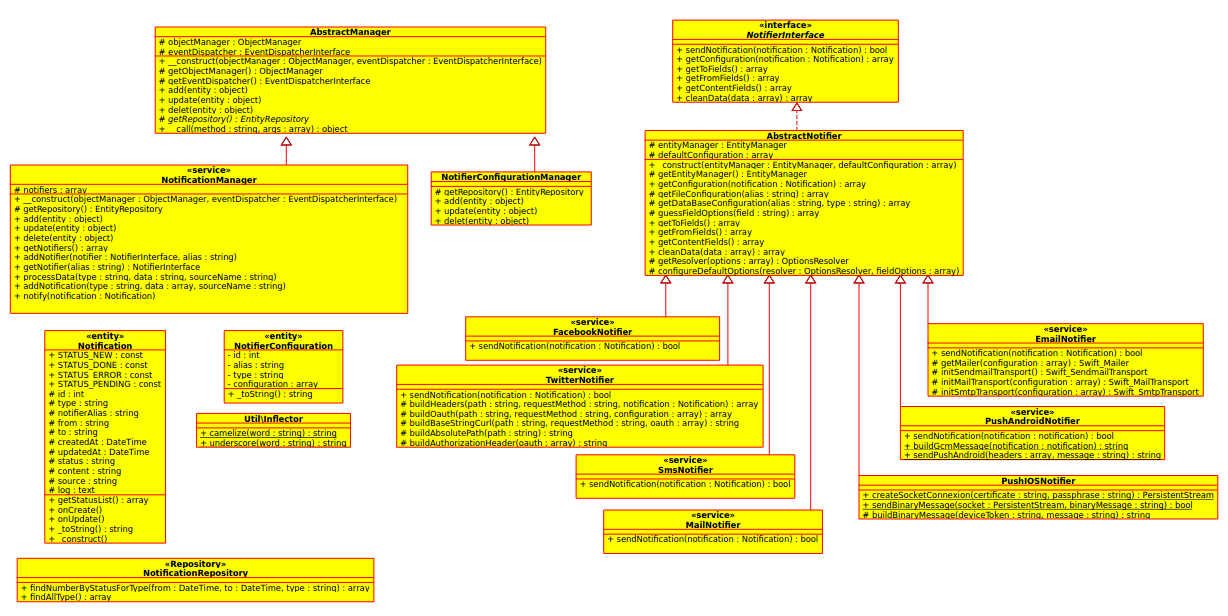 AbstractManager
# objectManager : ObjectManager
# eventDispatcher : EventDispatcherInterface
+ __construct(objectManager : ObjectManager, eventDispatcher : EventDispatcherInterface)
# getObjectManager() : ObjectManager
# getEventDispatcher() : EventDispatcherInterface
+ add(entity : object)
+ update(entity : object)
+ delet(entity : object)
# getRepository() : EntityRepository
+ __call(method : string, args : array) : object
«interface»
NotifierInterface
+ sendNotification(notification : Notification) : bool
+ getConfiguration(notification : Notification) : array
+ getToFields() : array
+ getFromFields() : array
+ getContentFields() : array
+ cleanData(data : array) : array
AbstractNotifier
# entityManager : EntityManager
# defaultConfiguration : array
+ __construct(entityManager : EntityManager, defaultConfiguration : array)
# getEntityManager() : EntityManager
+ getConfiguration(notification : Notification) : array
# getFileConfiguration(alias : string) : array
# getDataBaseConfiguration(alias : string, type : string) : array
# guessFieldOptions(field : string) : array
+ getToFields() : array
+ getFromFields() : array
+ getContentFields() : array
+ cleanData(data : array) : array
# getResolver(options : array) : OptionsResolver
# configureDefaultOptions(resolver : OptionsResolver, fieldOptions : array)
«service»
NotificationManager
# notifiers : array
+ __construct(objectManager : ObjectManager, eventDispatcher : EventDispatcherInterface)
# getRepository() : EntityRepository
+ add(entity : object)
+ update(entity : object)
+ delete(entity : object)
+ getNotifiers() : array
+ addNotifier(notifier : NotifierInterface, alias : string)
+ getNotifier(alias : string) : NotifierInterface
+ processData(type : string, data : string, sourceName : string)
+ addNotification(type : string, data : array, sourceName : string)
+ notify(notification : Notification)
NotifierConfigurationManager
# getRepository() : EntityRepository
+ add(entity : object)
+ update(entity : object)
+ delet(entity : object)
«entity»
Notification
+ STATUS_NEW : const
+ STATUS_DONE : const
+ STATUS_ERROR : const
+ STATUS_PENDING : const
# id : int
# type : string
# notifierAlias : string
# from : string
# to : string
# createdAt : DateTime
# updatedAt : DateTime
# status : string
# content : string
# source : string
# log : text
+ getStatusList() : array
+ onCreate()
+ onUpdate()
+ _toString() : string
+ _construct()
«entity»
NotifierConfiguration
- id : int
- alias : string
- type : string
- configuration : array
+ _toString() : string
Util\Inflector
+ camelize(word : string) : string
+ underscore(word : string) : string
«Repository»
NotificationRepository
+ findNumberByStatusForType(from : DateTime, to : DateTime, type : string) : array
+ findAllType() : array
«service»
FacebookNotifier
+ sendNotification(notification : Notification) : bool
«service»
TwitterNotifier
+ sendNotification(notification : Notification) : bool
# buildHeaders(path : string, requestMethod : string, notification : Notification) : array
# buildOauth(path : string, requestMethod : string, configuration : array) : array
# buildBaseStringCurl(path : string, requestMethod : string, oauth : array) : string
# buildAbsolutePath(path : string) : string
# buildAuthorizationHeader(oauth : array) : string
«service»
SmsNotifier
+ sendNotification(notification : Notification) : bool
«service»
MailNotifier
+ sendNotification(notification : Notification) : bool
«service»
EmailNotifier
+ sendNotification(notification : Notification) : bool
# getMailer(configuration : array) : Swift_Mailer
# initSendmailTransport() : Swift_SendmailTransport
# initMailTransport(configuration : array) : Swift_MailTransport
# initSmtpTransport(configuration : array) : Swift_SmtpTransport
«service»
PushAndroidNotifier
+ sendNotification(notification : notification) : bool
+ buildGcmMessage(notification : notification) : string
+ sendPushAndroid(headers : array, message : string) : string
PushIOSNotifier
+ createSocketConnexion(certificate : string, passphrase : string) : PersistentStream
+ sendBinaryMessage(socket : PersistentStream, binaryMessage : string) : bool
# buildBinaryMessage(deviceToken : string, message : string) : string